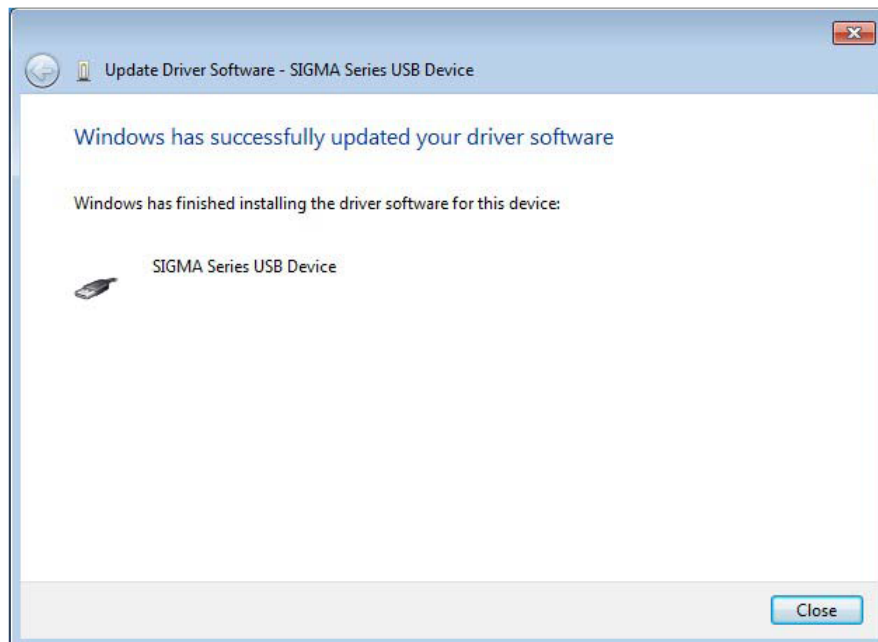 Update Driver Software - SIGMA Series USB Device
Windows has successfully updated your driver software
Windows has finished installing the driver software for this device:
SIGMA Series USB Device
Close